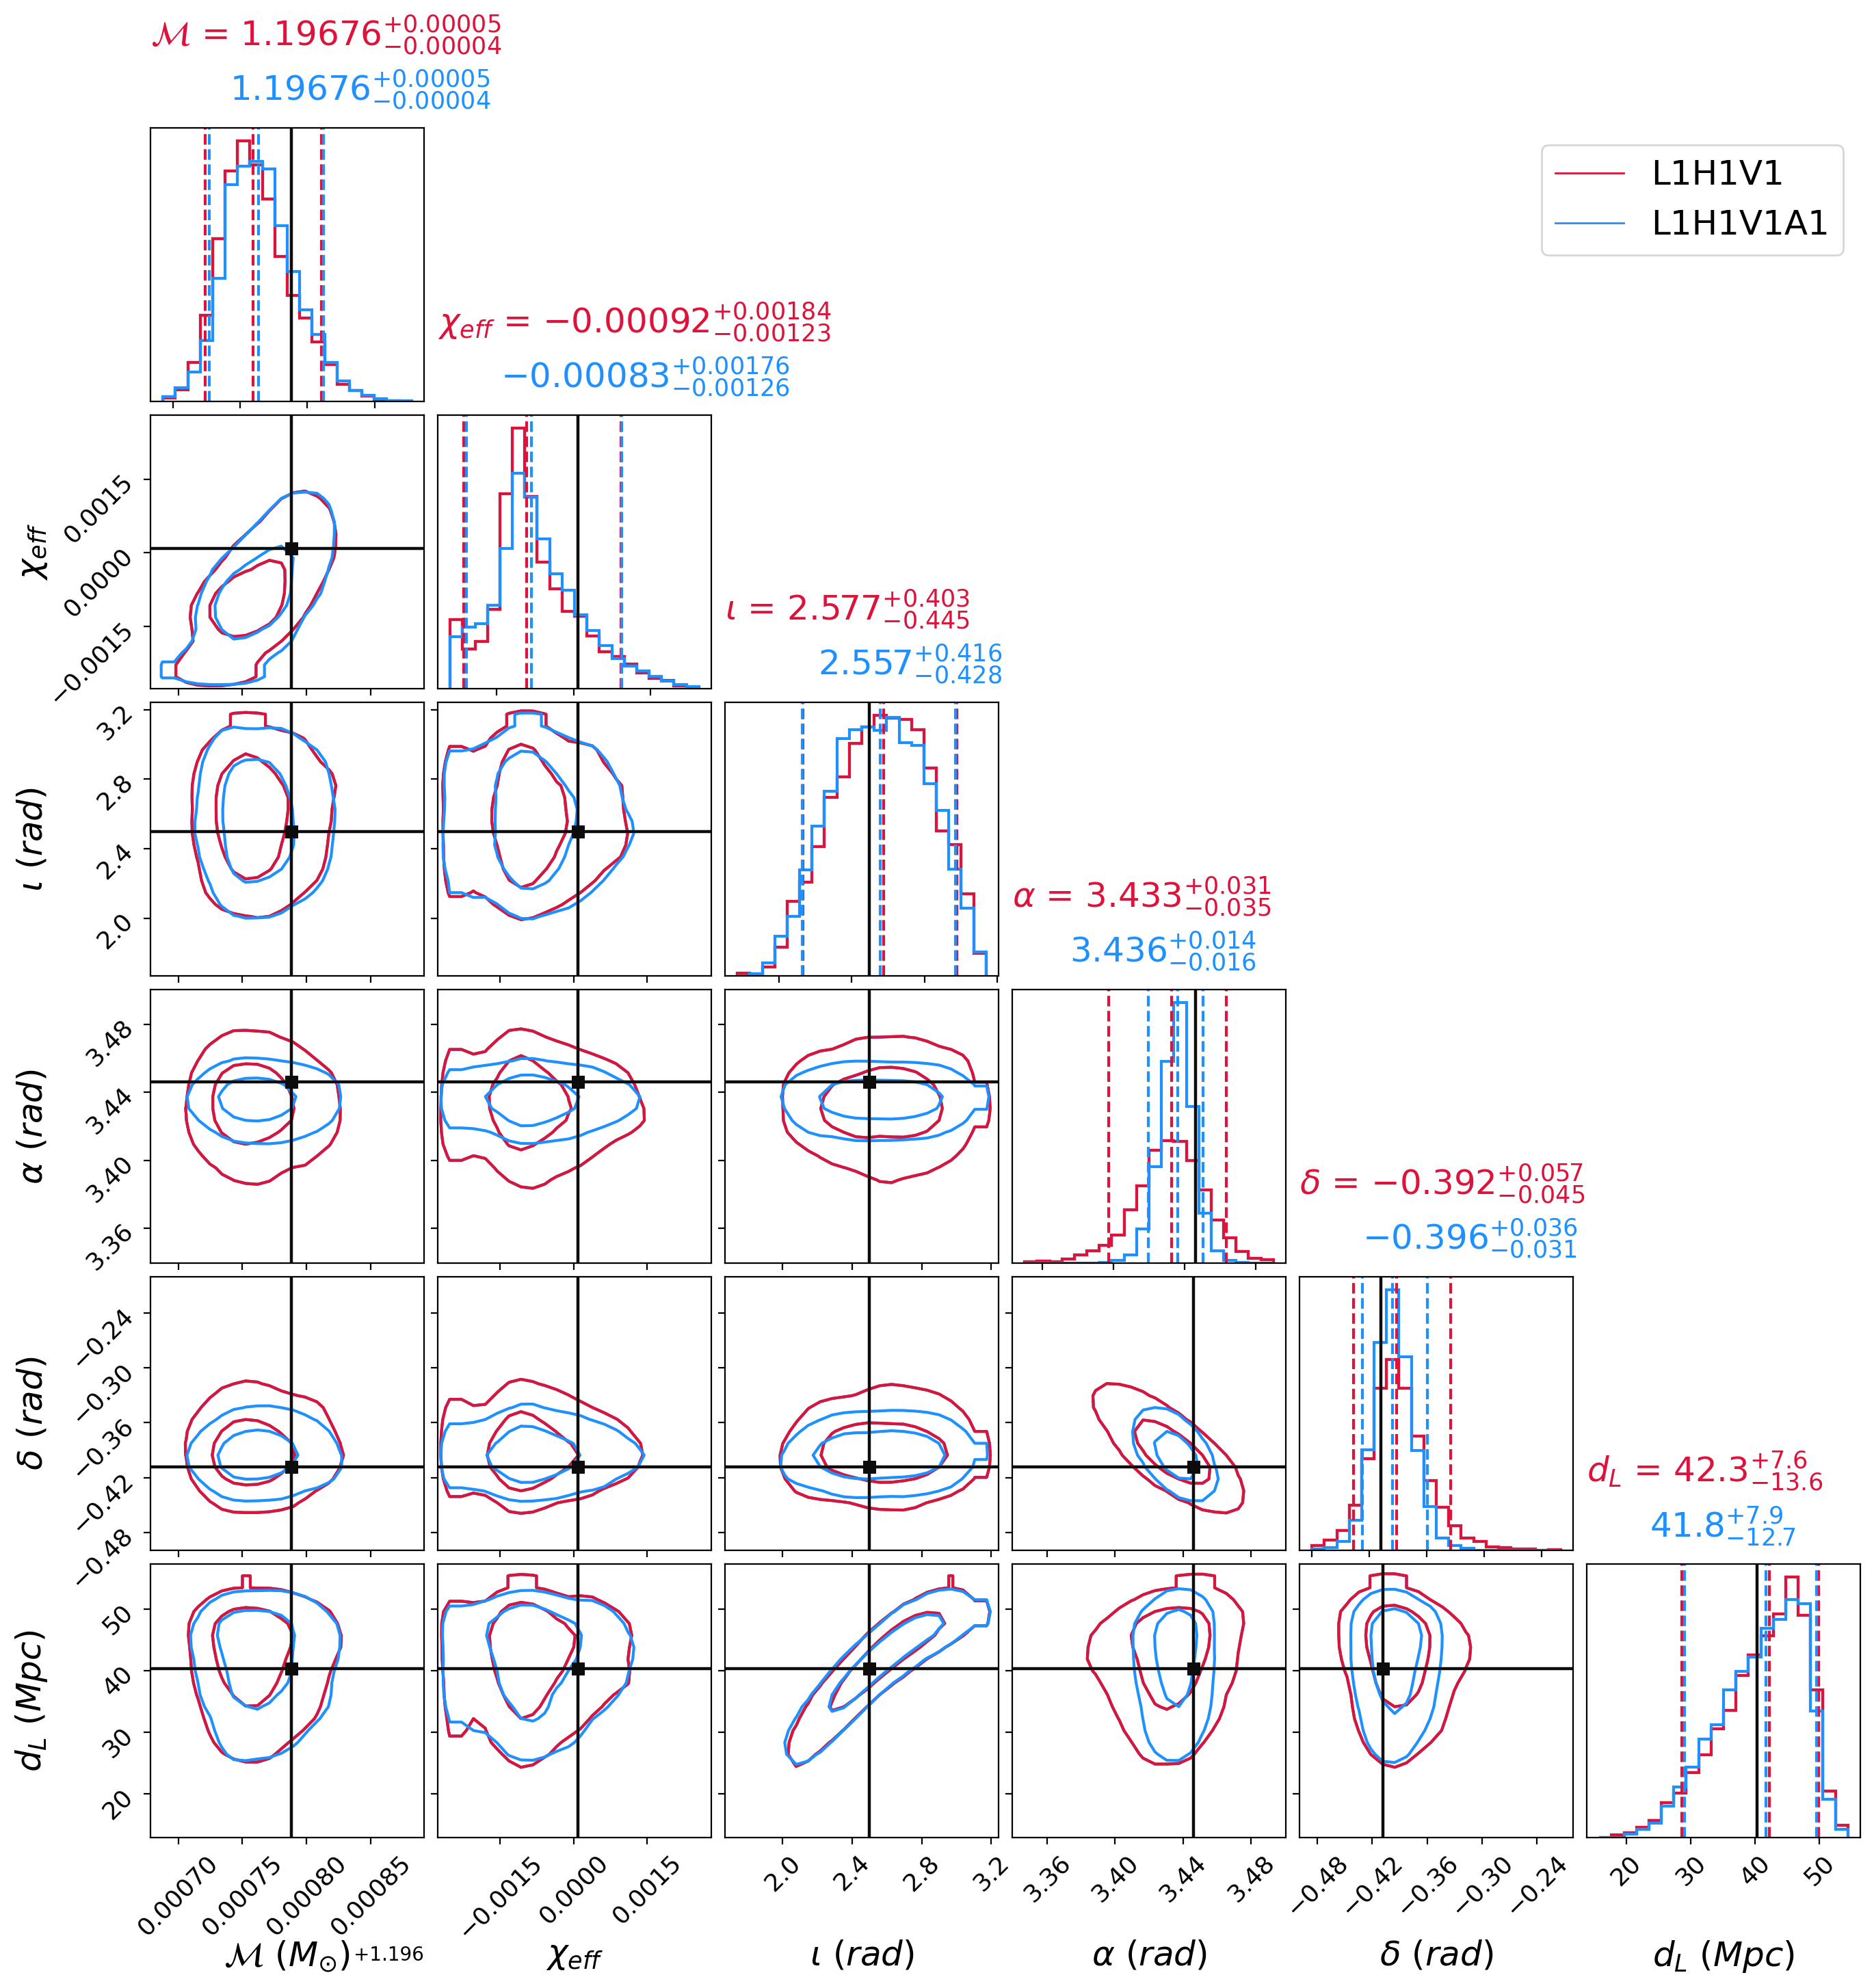 ℳ = 1.19676+0.00005−0.00004
1.19676+0.00005−0.00004
L1H1V1
L1H1V1A1
χeff = −0.00092+0.00184−0.00123
−0.00083+0.00176−0.00126
0.0015
0.0000
−0.0015
χeff
ι = 2.577+0.403−0.445
2.557+0.416−0.428
3.2
2.8
2.4
2.0
ι (rad)
α = 3.433+0.031−0.035
3.436+0.014−0.016
3.48
3.44
3.40
3.36
α (rad)
δ = −0.392+0.057−0.045
−0.396+0.036−0.031
−0.24
−0.30
−0.36
−0.42
−0.48
δ (rad)
dL = 42.3+7.6−13.6
41.8+7.9−12.7
50
40
30
20
dL (Mpc)
0.00070 0.00075 0.00080 0.00085
−0.0015 0.0000 0.0015
2.0 2.4 2.8 3.2
3.36 3.40 3.44 3.48
−0.48 −0.42 −0.36 −0.30 −0.24
20 30 40 50
ℳ (M⊙)+1.196
χeff
ι (rad)
α (rad)
δ (rad)
dL (Mpc)